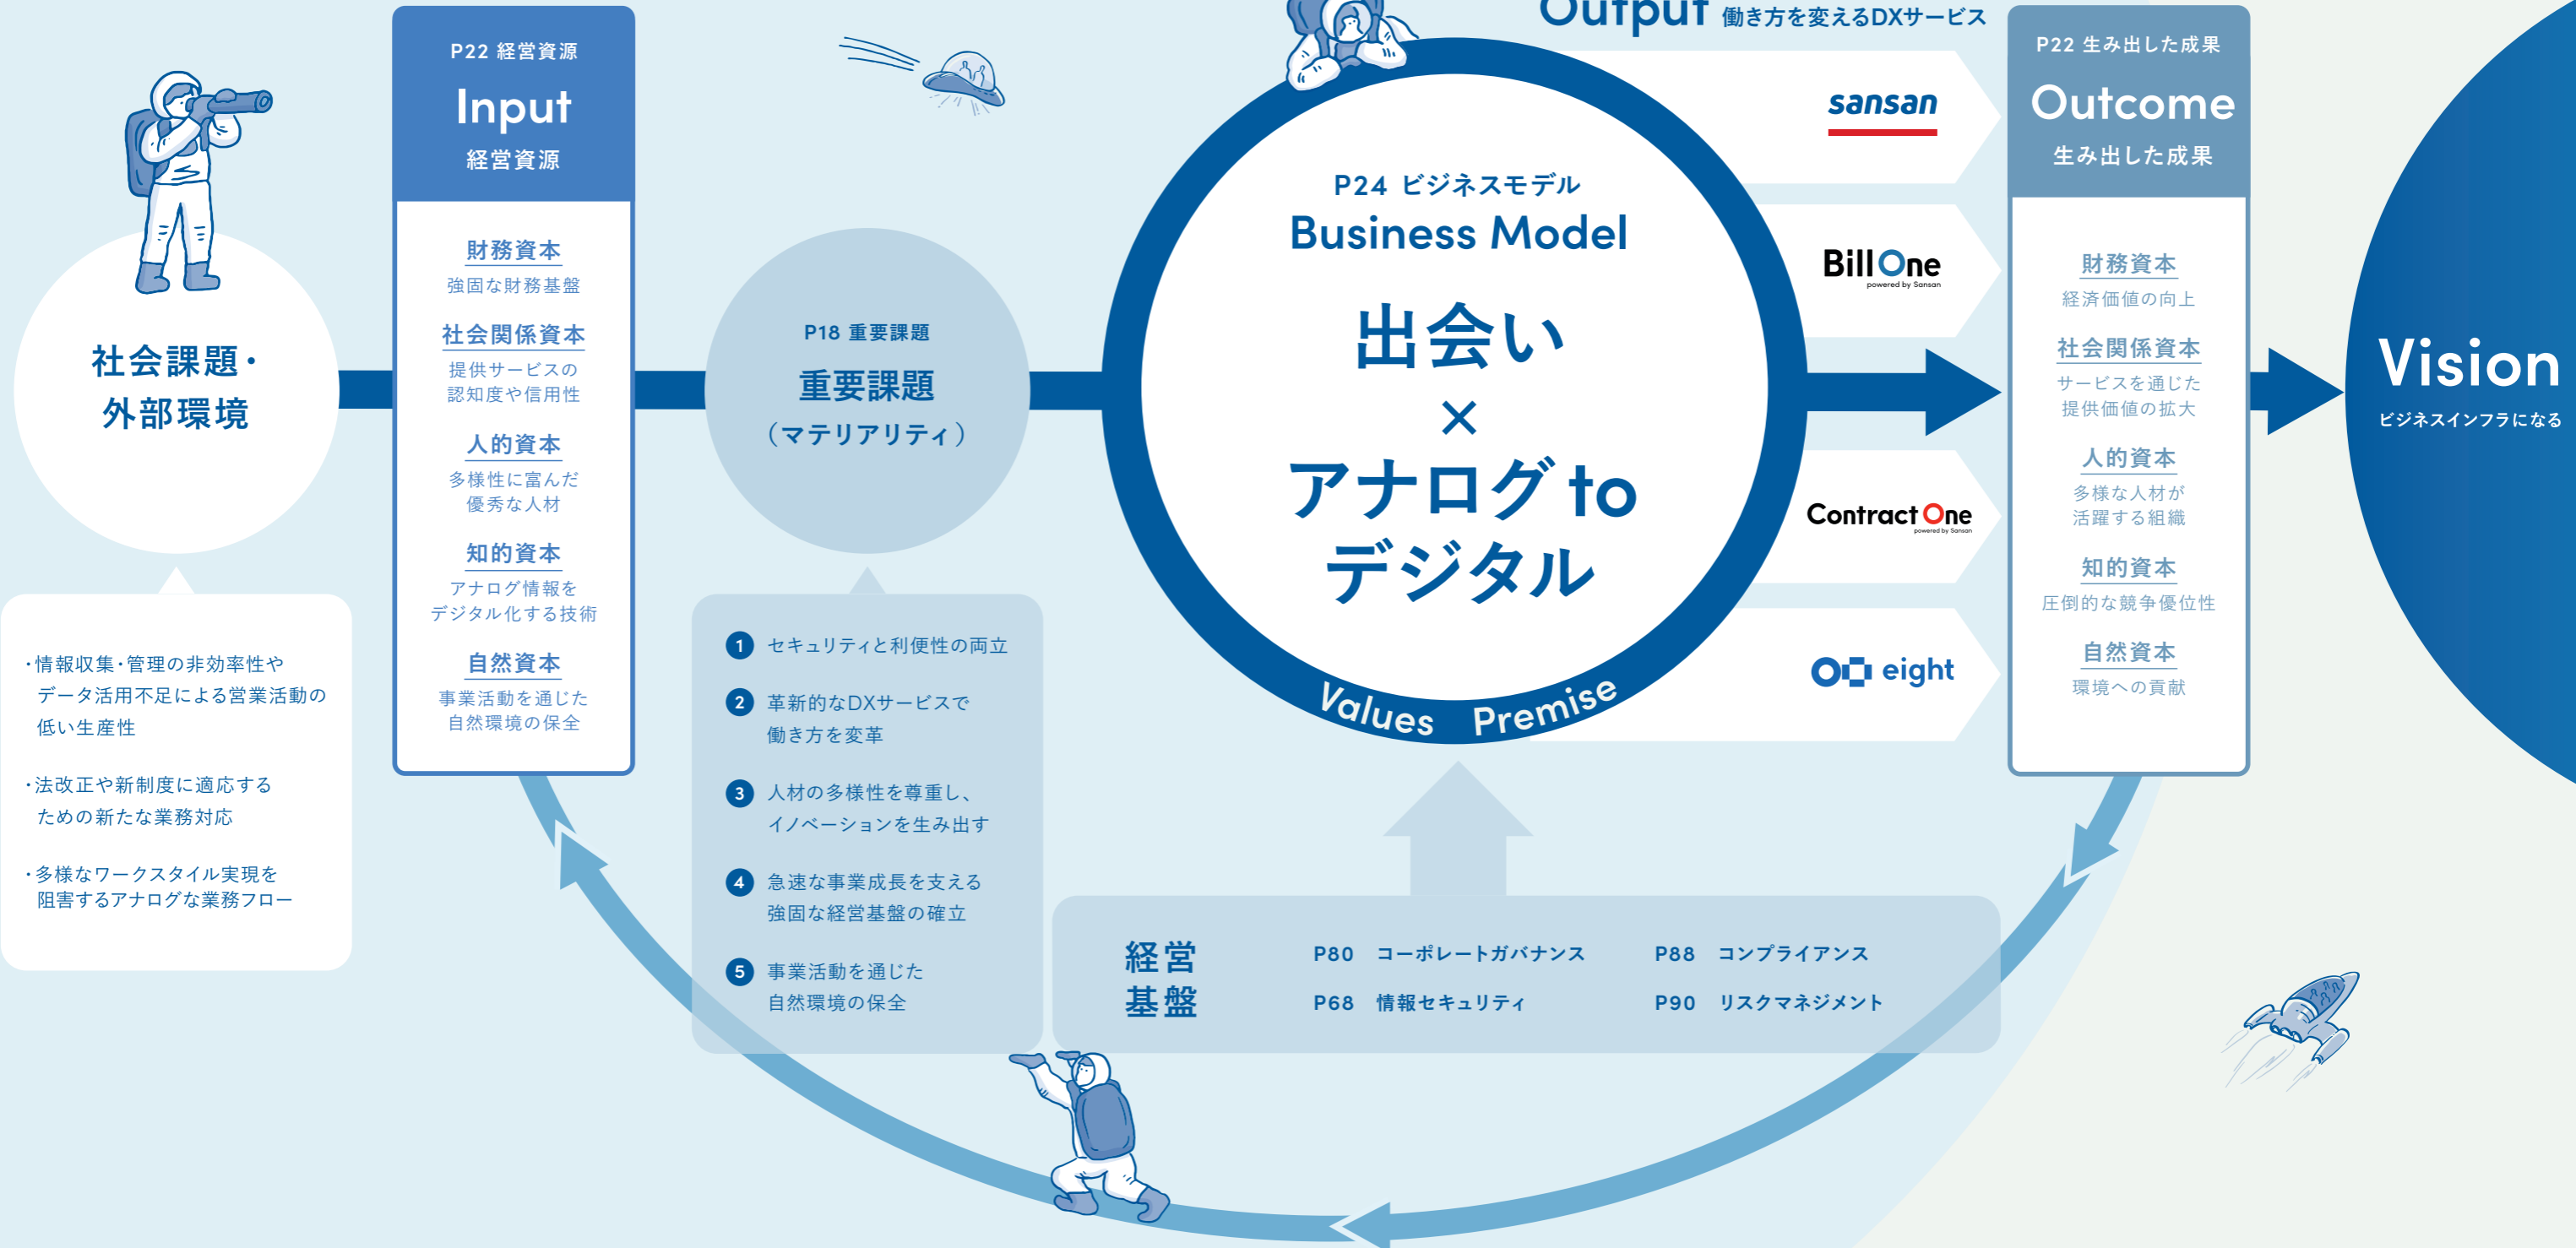 社会課題・
外部環境
・情報収集・管理の非効率性や
データ活用不足による営業活動の
低い生産性
・法改正や新制度に適応する
ための新たな業務対応
・多様なワークスタイル実現を
阻害するアナログな業務フロー
P22 経営資源
Input
経営資源
財務資本
強固な財務基盤
社会関係資本
提供サービスの
認知度や信用性
人的資本
多様性に富んだ
優秀な人材
知的資本
アナログ情報を
デジタル化する技術
自然資本
事業活動を通じた
自然環境の保全
P18 重要課題
重要課題
（マテリアリティ）
1 セキュリティと利便性の両立
2 革新的なDXサービスで
働き方を変革
3 人材の多様性を尊重し、
イノベーションを生み出す
4 急速な事業成長を支える
強固な経営基盤の確立
5 事業活動を通じた
自然環境の保全
P24 ビジネスモデル
Business Model
出会い
×
アナログ to
デジタル
Values Premise
経営
基盤
P80 コーポレートガバナンス
P68 情報セキュリティ
P88 コンプライアンス
P90 リスクマネジメント
Output 働き方を変えるDXサービス
sansan
Bill One
powered by Sansan
Contract One
powered by Sansan
eight
P22 生み出した成果
Outcome
生み出した成果
財務資本
経済価値の向上
社会関係資本
サービスを通じた
提供価値の拡大
人的資本
多様な人材が
活躍する組織
知的資本
圧倒的な競争優位性
自然資本
環境への貢献
Vision
ビジネスインフラになる